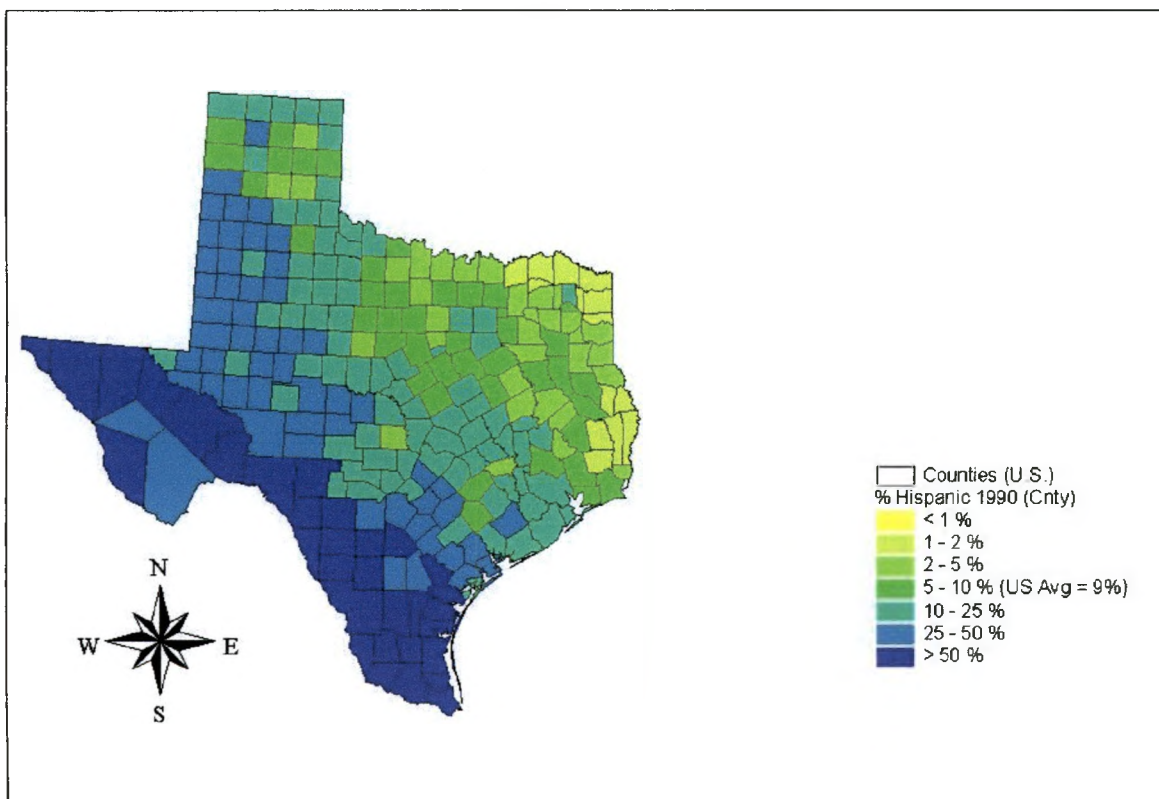 Counties (U.S.)
% Hispanic 1990 (Cnty)
< 1 %
1 - 2 %
2 - 5 %
5 - 10 % (US Avg = 9%)
10 - 25 %
25 - 50 %
> 50 %
N
W E
S